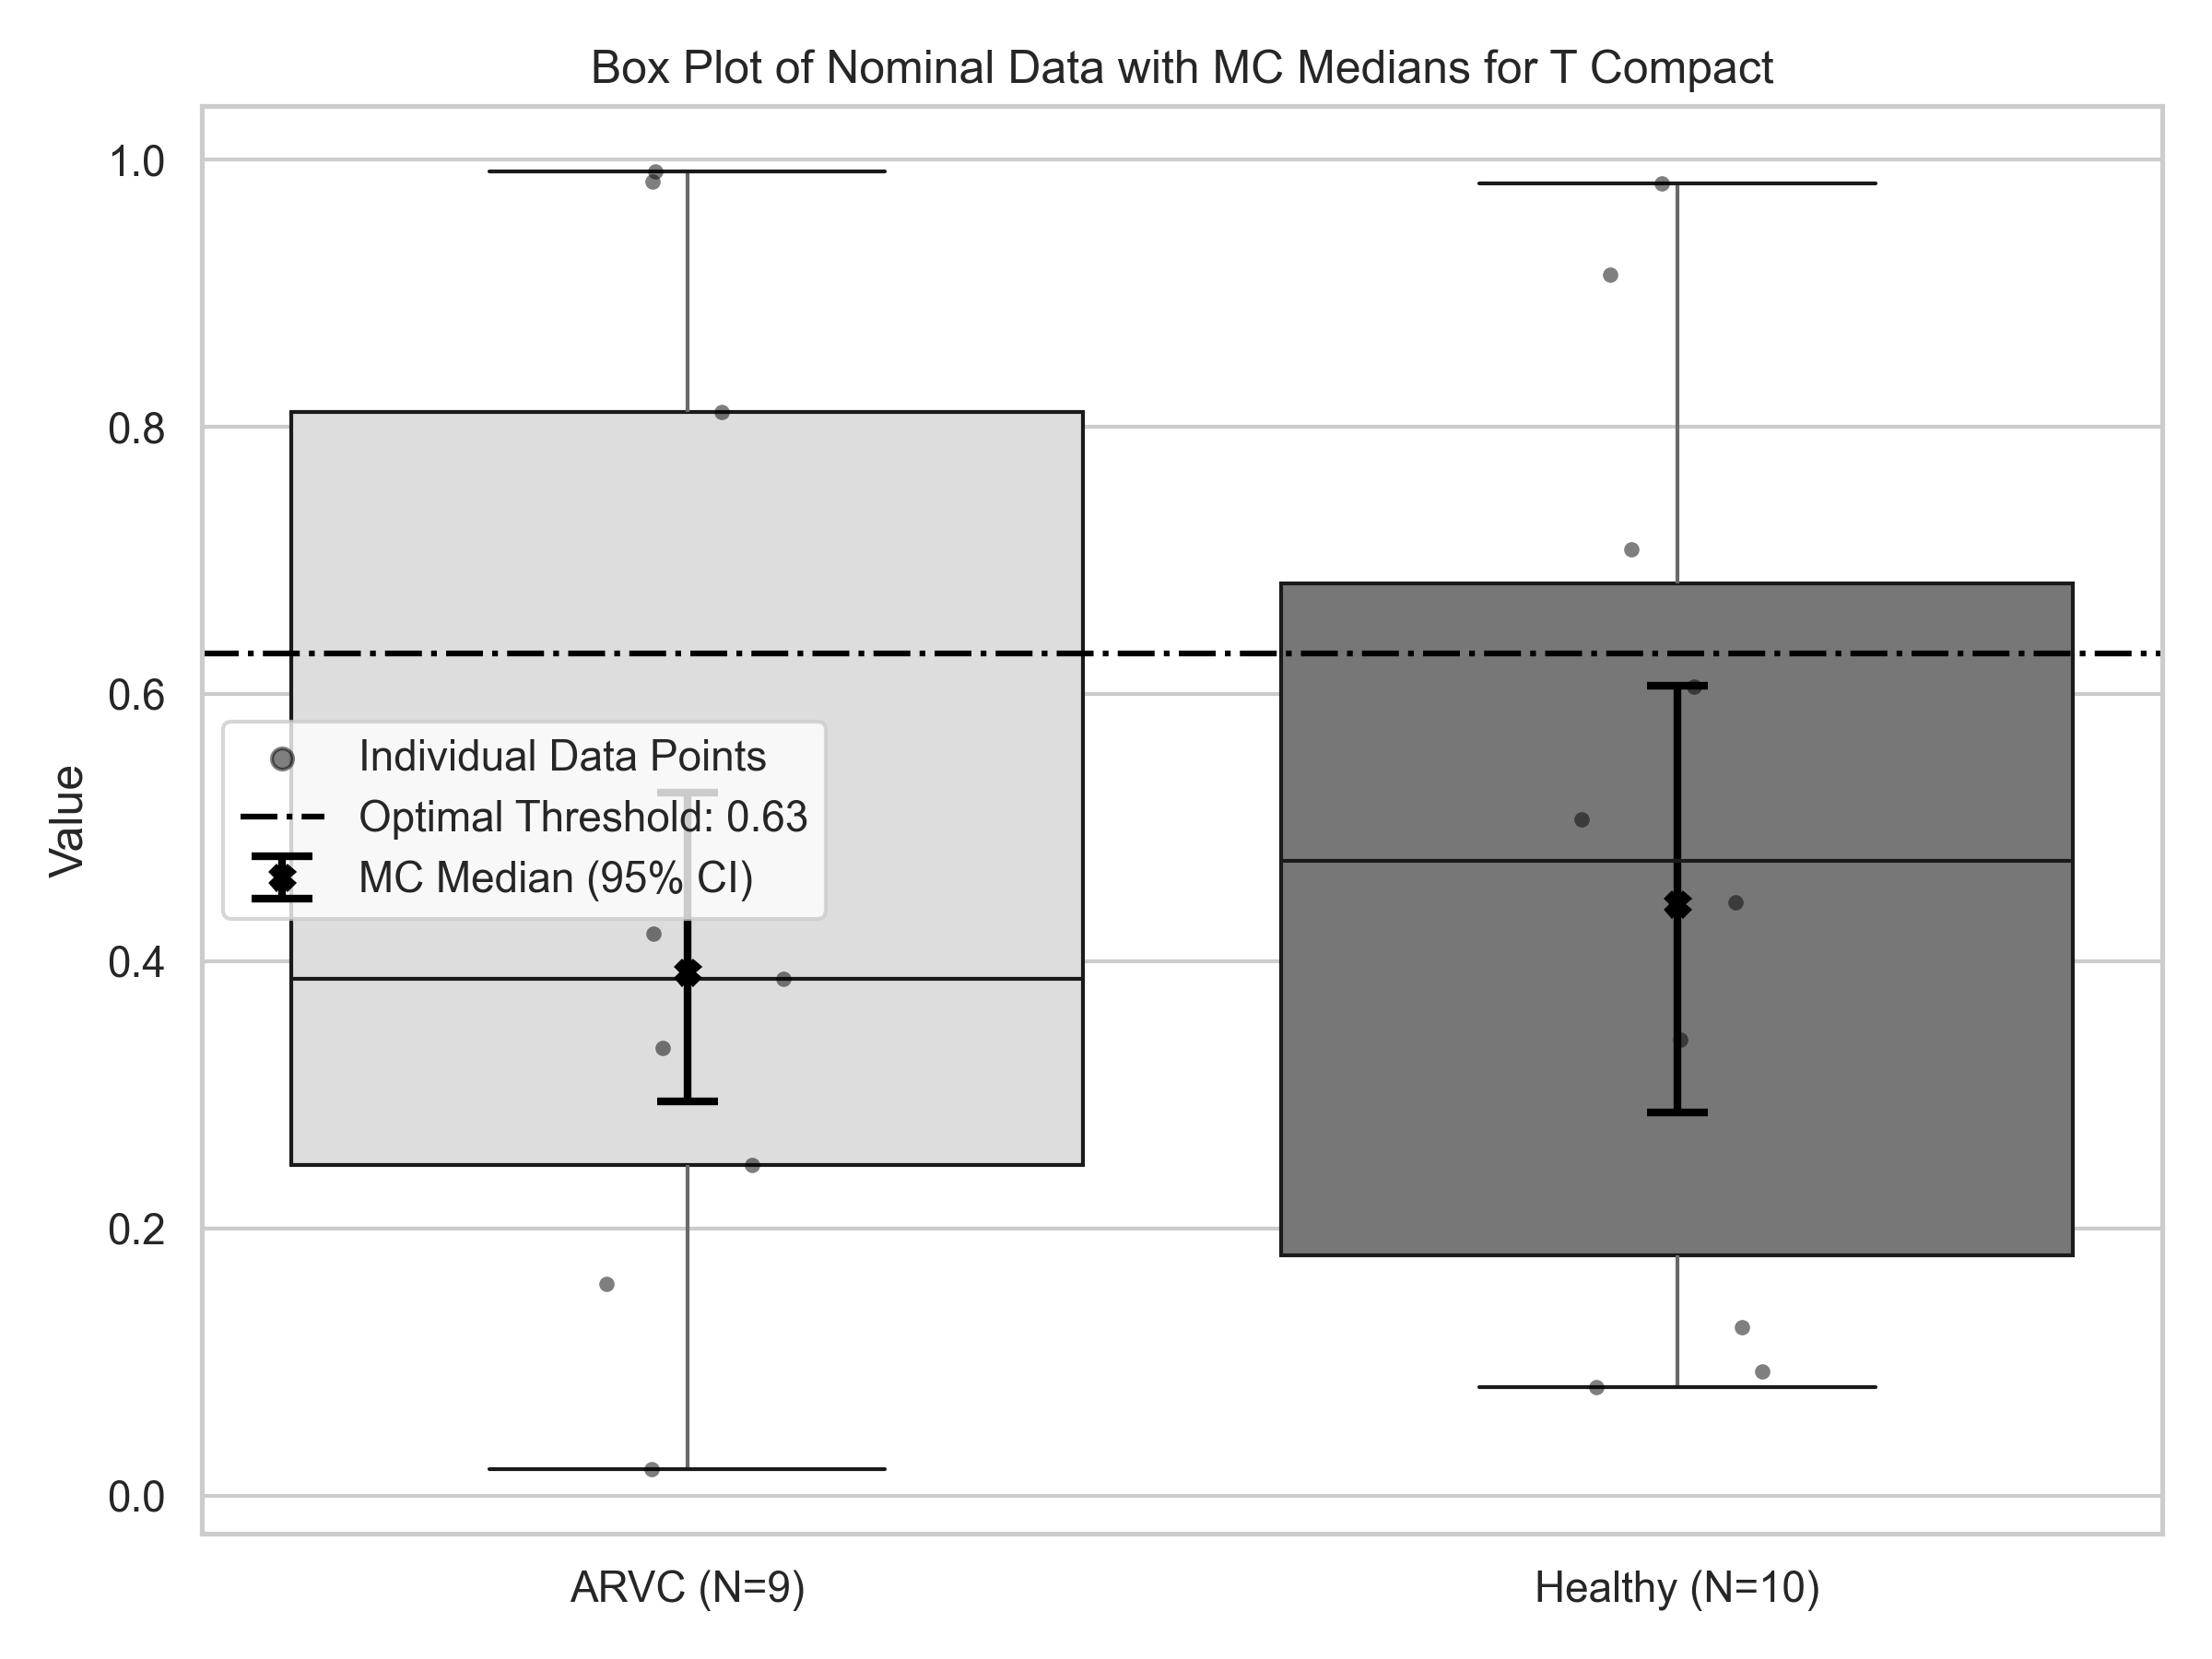 Box Plot of Nominal Data with MC Medians for T Compact
Value
1.0
0.8
0.6
0.4
0.2
0.0
Individual Data Points
Optimal Threshold: 0.63
MC Median (95% CI)
ARVC (N=9)
Healthy (N=10)